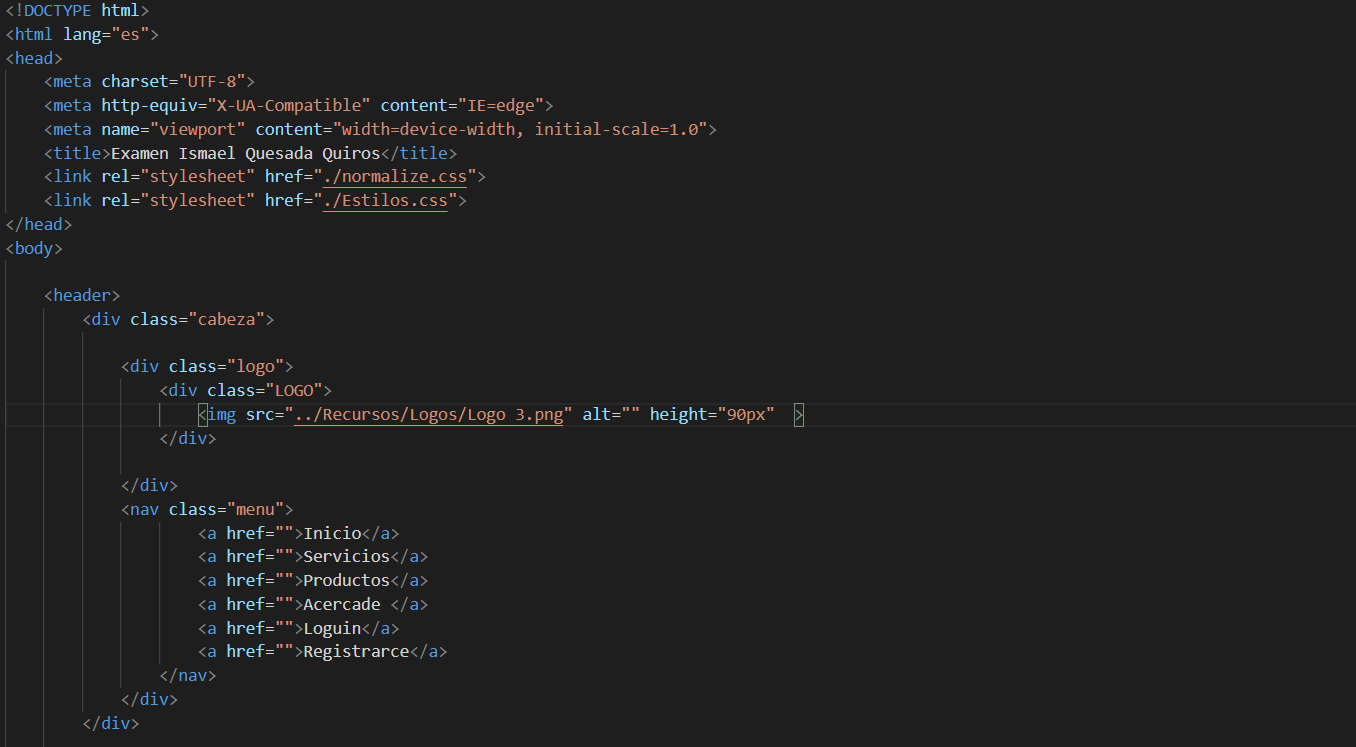 <!DOCTYPE html>
<html lang="es">
<head>
    <meta charset="UTF-8">
    <meta http-equiv="X-UA-Compatible" content="IE=edge">
    <meta name="viewport" content="width=device-width, initial-scale=1.0">
    <title>Examen Ismael Quesada Quiros</title>
    <link rel="stylesheet" href="./normalize.css">
    <link rel="stylesheet" href="./Estilos.css">
</head>
<body>
    <header>
        <div class="cabeza">
            <div class="logo">
                <div class="LOGO">
                    <img src="../Recursos/Logos/Logo 3.png" alt="" height="90px"  >
                </div>
            </div>
            <nav class="menu">
                    <a href="">Inicio</a>
                    <a href="">Servicios</a>
                    <a href="">Productos</a>
                    <a href="">Acercade </a>
                    <a href="">Loguin</a>
                    <a href="">Registrarce</a>
                </nav>
            </div>
        </div>